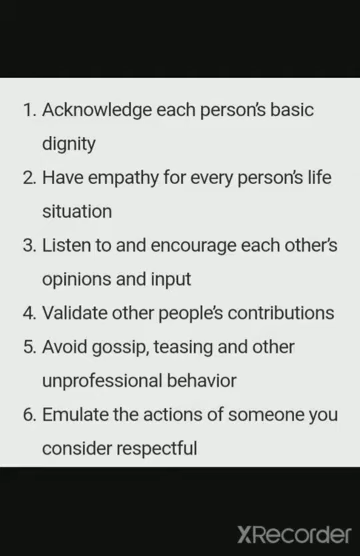 1. Acknowledge each person's basic
dignity
2. Have empathy for every person's life
situation
3. Listen to and encourage each other's
opinions and input
4. Validate other people's contributions
5. Avoid gossip, teasing and other
unprofessional behavior
6. Emulate the actions of someone you
consider respectful
XRecorder